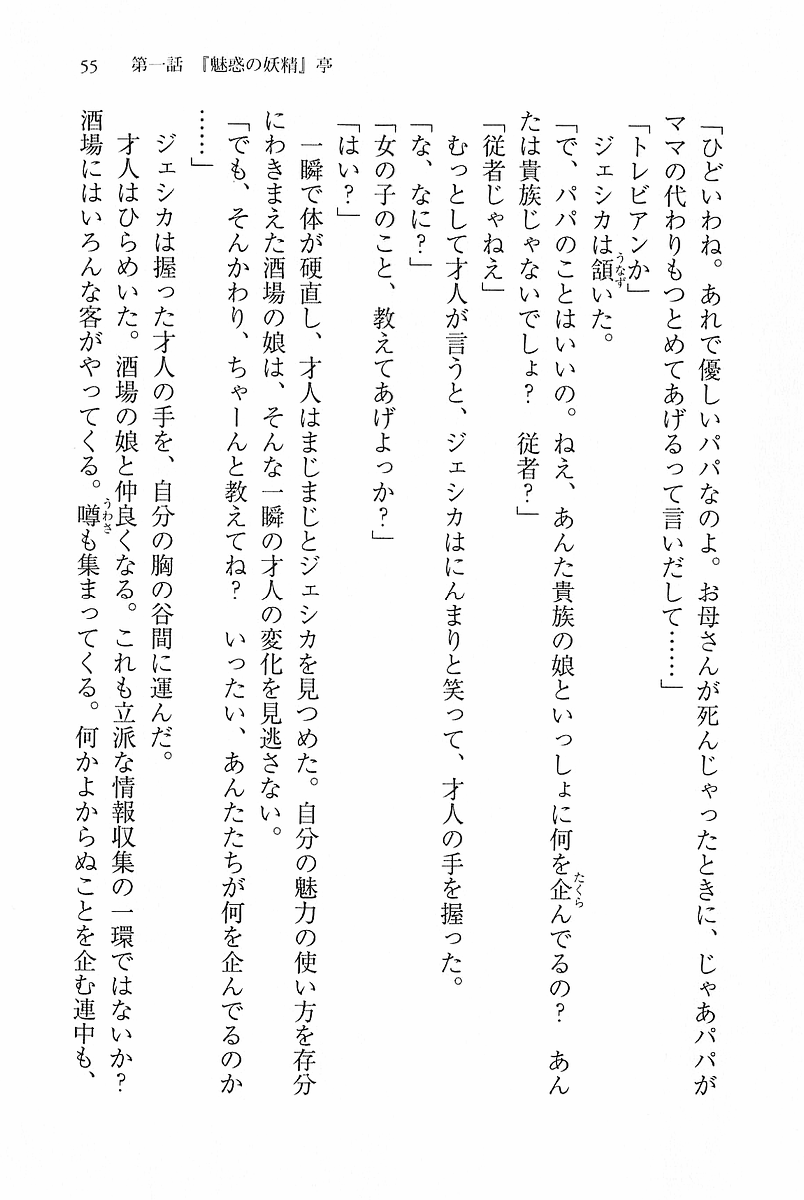 55　第一話　『魅惑の妖精』亭
「ひどいわね。あれで優しいパパなのよ。お母さんが死んじゃったときに、じゃあパパが
ママの代わりもつとめてあげるって言いだして……」
「トレビアンか」
　ジェシカは頷いた。
「で、パパのことはいいの。ねえ、あんた貴族の娘といっしょに何を企んでるの？　あん
たは貴族じゃないでしょ？　従者？」
「従者じゃねえ」
　むっとして才人が言うと、ジェシカはにんまりと笑って、才人の手を握った。
「な、なに？」
「女の子のこと、教えてあげよっか？」
「はい？」
　一瞬で体が硬直し、才人はまじまじとジェシカを見つめた。自分の魅力の使い方を存分
にわきまえた酒場の娘は、そんな一瞬の才人の変化を見逃さない。
「でも、そんかわり、ちゃーんと教えてね？　いったい、あんたたちが何を企んでるのか
……」
　ジェシカは握った才人の手を、自分の胸の谷間に運んだ。
　才人はひらめいた。酒場の娘と仲良くなる。これも立派な情報収集の一環ではないか？
酒場にはいろんな客がやってくる。噂も集まってくる。何かよからぬことを企む連中も、